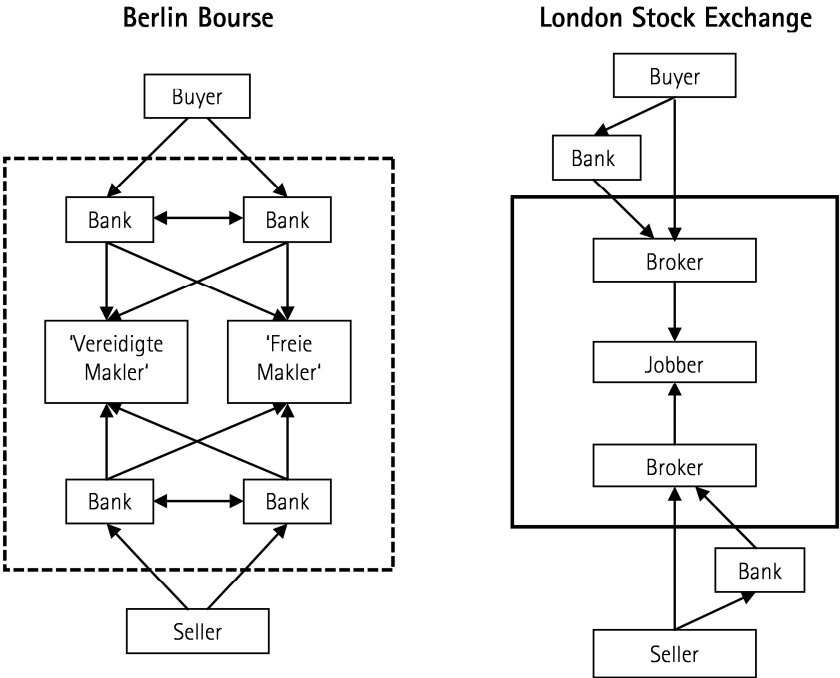 Berlin Bourse
Buyer
Bank
Bank
'Vereidigte
Makler'
'Freie
Makler'
Bank
Bank
Seller
London Stock Exchange
Buyer
Bank
Broker
Jobber
Broker
Bank
Seller